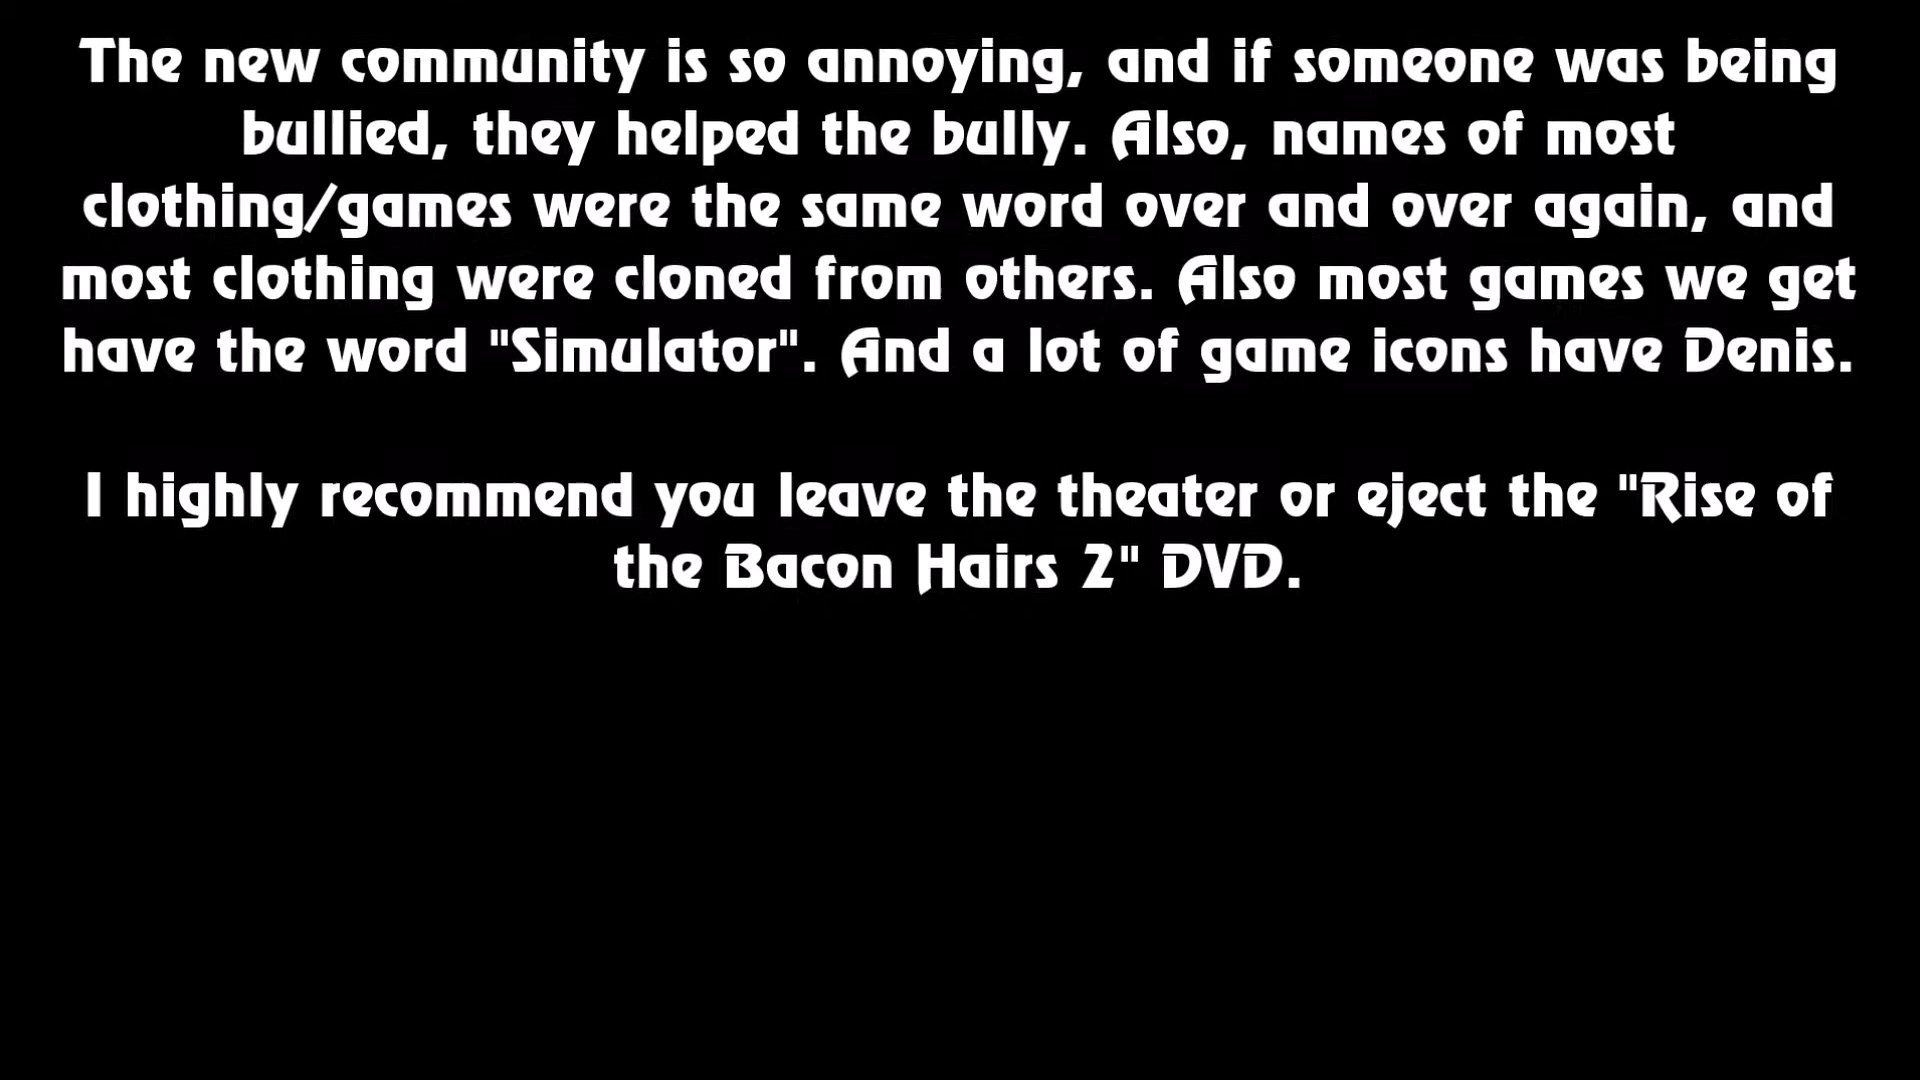 The new community is so annoying, and if someone was being
bullied, they helped the bully. Also, names of most
clothing/games were the same word over and over again, and
most clothing were cloned from others. Also most games we get
have the word "Simulator". And a lot of game icons have Denis.
I highly recommend you leave the theater or eject the "Rise of
the Bacon Hairs 2" DVD.